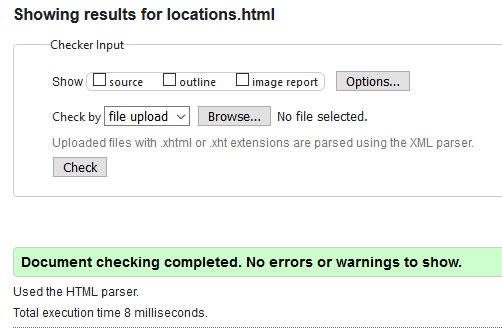 Showing results for locations.html
Checker Input
Show source outline image report Options...
Check by file upload Browse... No file selected.
Uploaded files with .xhtml or .xht extensions are parsed using the XML parser.
Check
Document checking completed. No errors or warnings to show.
Used the HTML parser.
Total execution time 8 milliseconds.